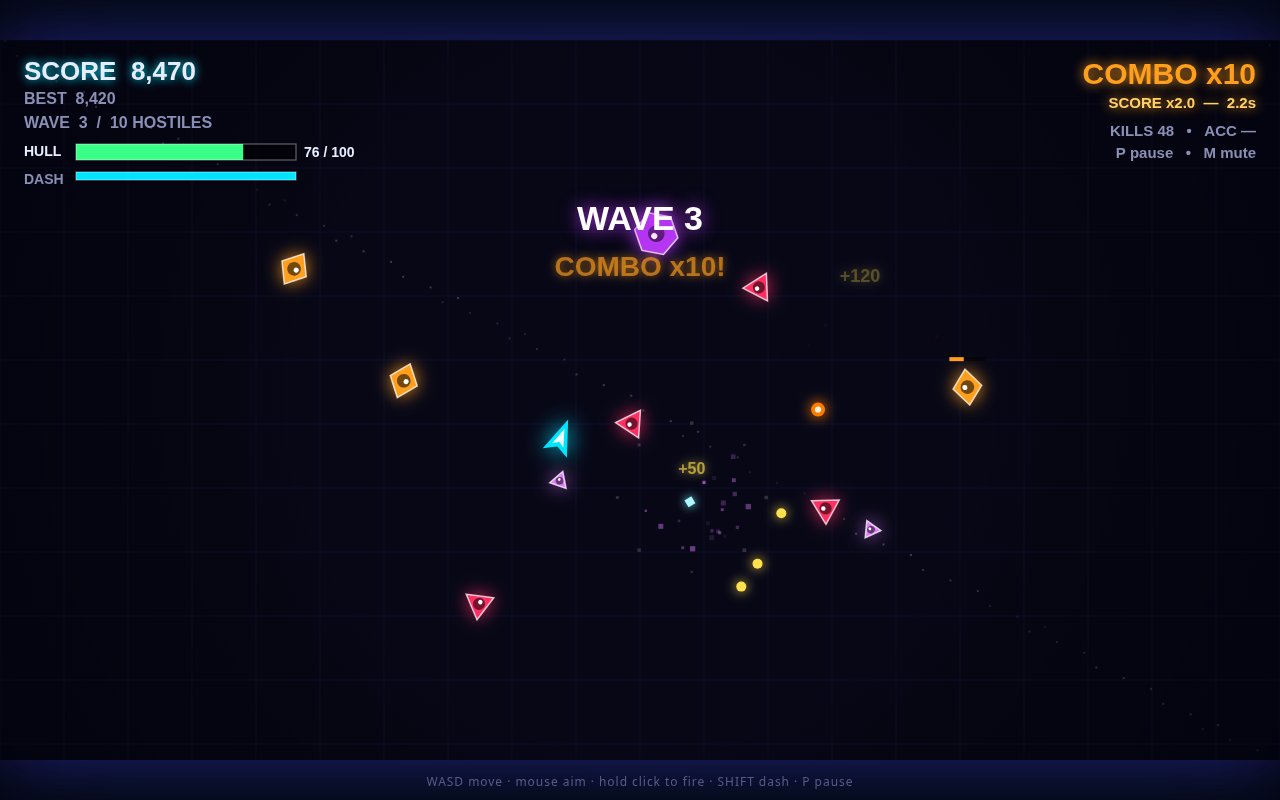 SCORE 8,470
BEST 8,420
WAVE 3 / 10 HOSTILES
HULL 76 / 100
DASH
COMBO x10
SCORE x2.0 — 2.2s
KILLS 48 • ACC —
P pause • M mute
WAVE 3
COMBO x10!
+120
+50
WASD move · mouse aim · hold click to fire · SHIFT dash · P pause